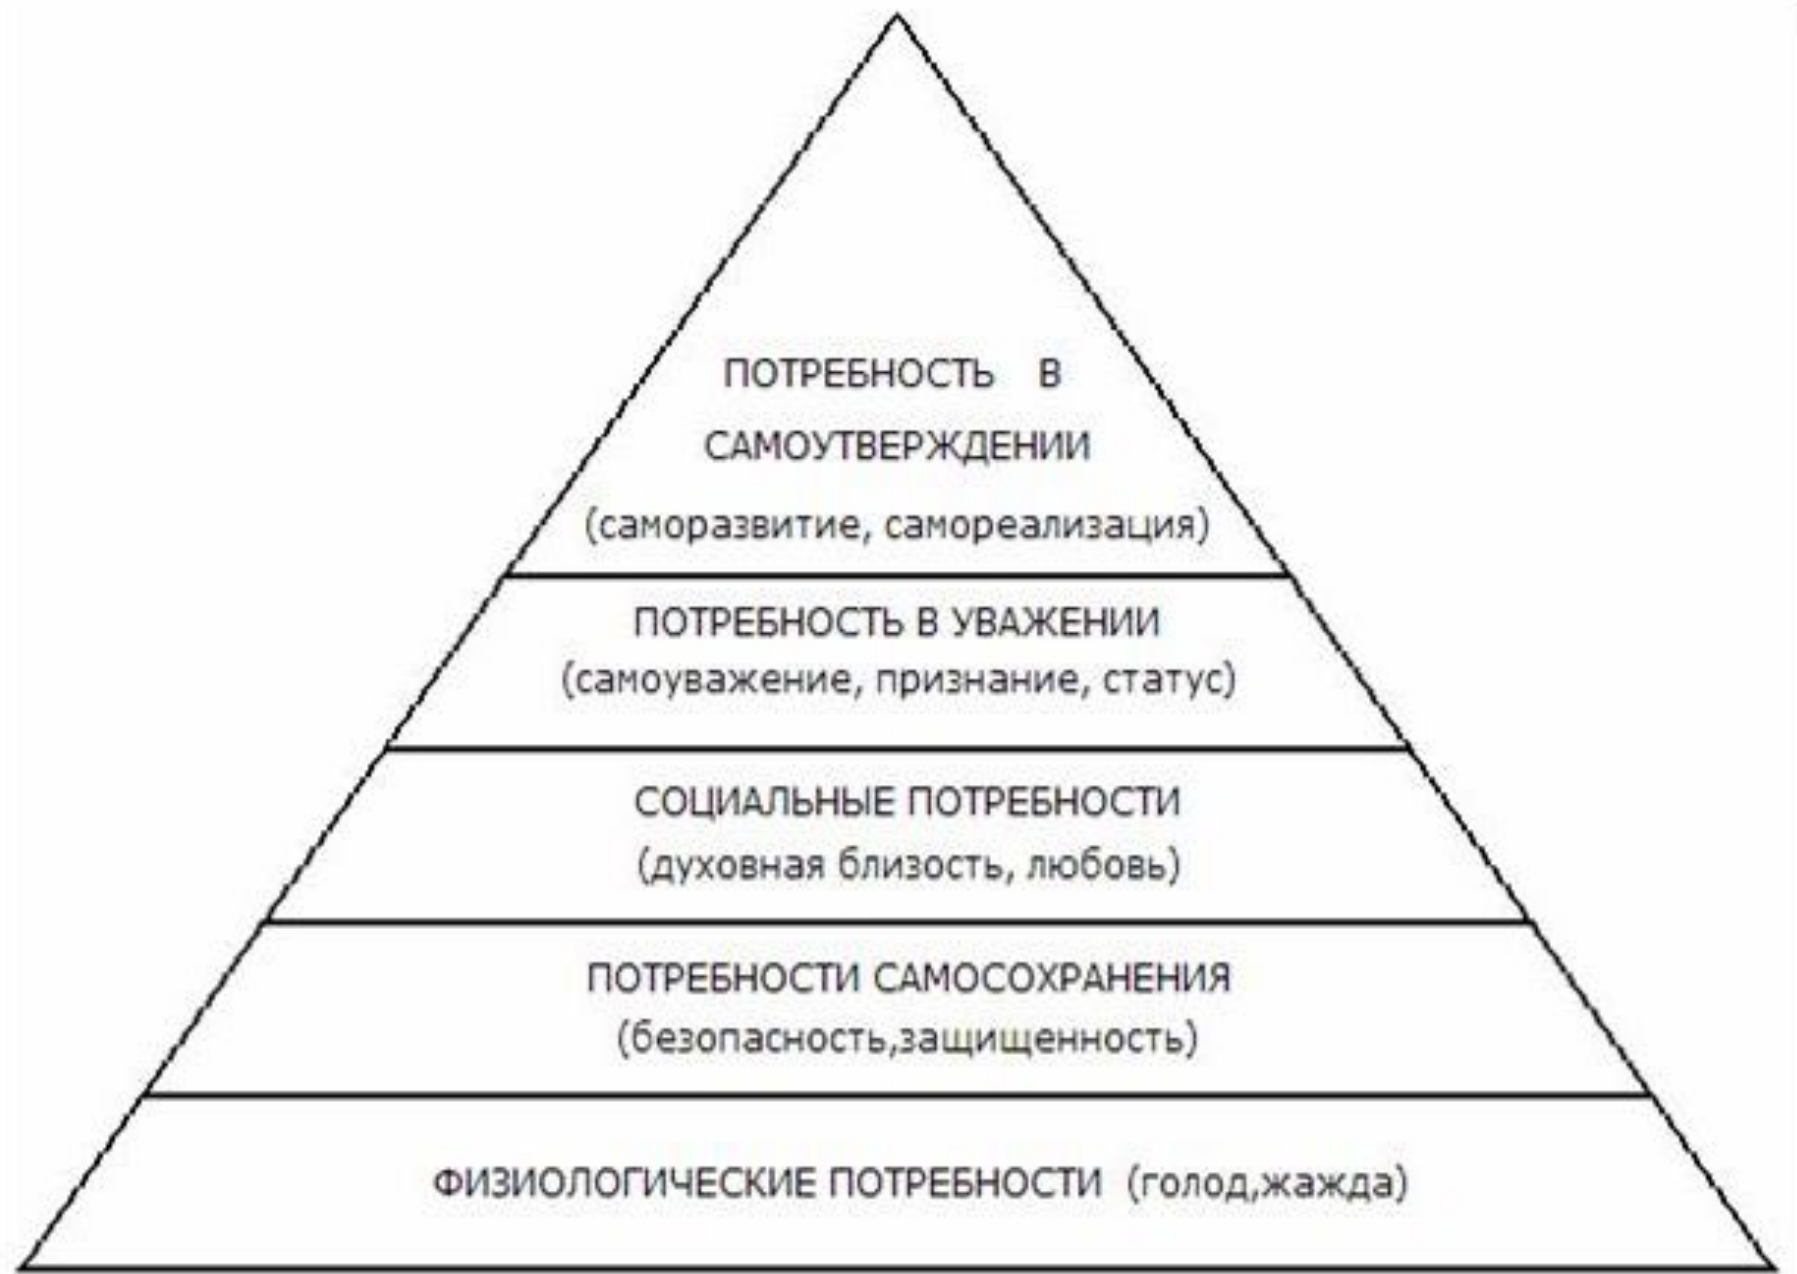 ПОТРЕБНОСТЬ В
САМОУТВЕРЖДЕНИИ
(саморазвитие, самореализация)
ПОТРЕБНОСТЬ В УВАЖЕНИИ
(самоуважение, признание, статус)
СОЦИАЛЬНЫЕ ПОТРЕБНОСТИ
(духовная близость, любовь)
ПОТРЕБНОСТИ САМОСОХРАНЕНИЯ
(безопасность,защищенность)
ФИЗИОЛОГИЧЕСКИЕ ПОТРЕБНОСТИ (голод,жажда)